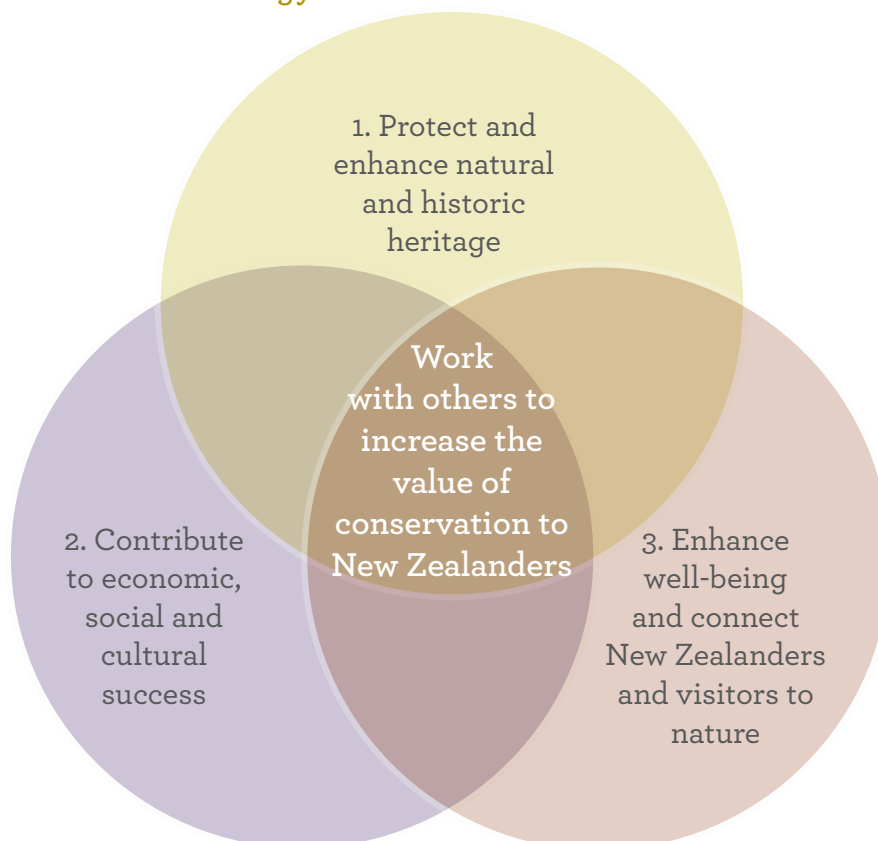 1. Protect and
enhance natural
and historic
heritage
Work
with others to
increase the
value of
conservation to
New Zealanders
2. Contribute
to economic,
social and
cultural
success
3. Enhance
well-being
and connect
New Zealanders
and visitors to
nature